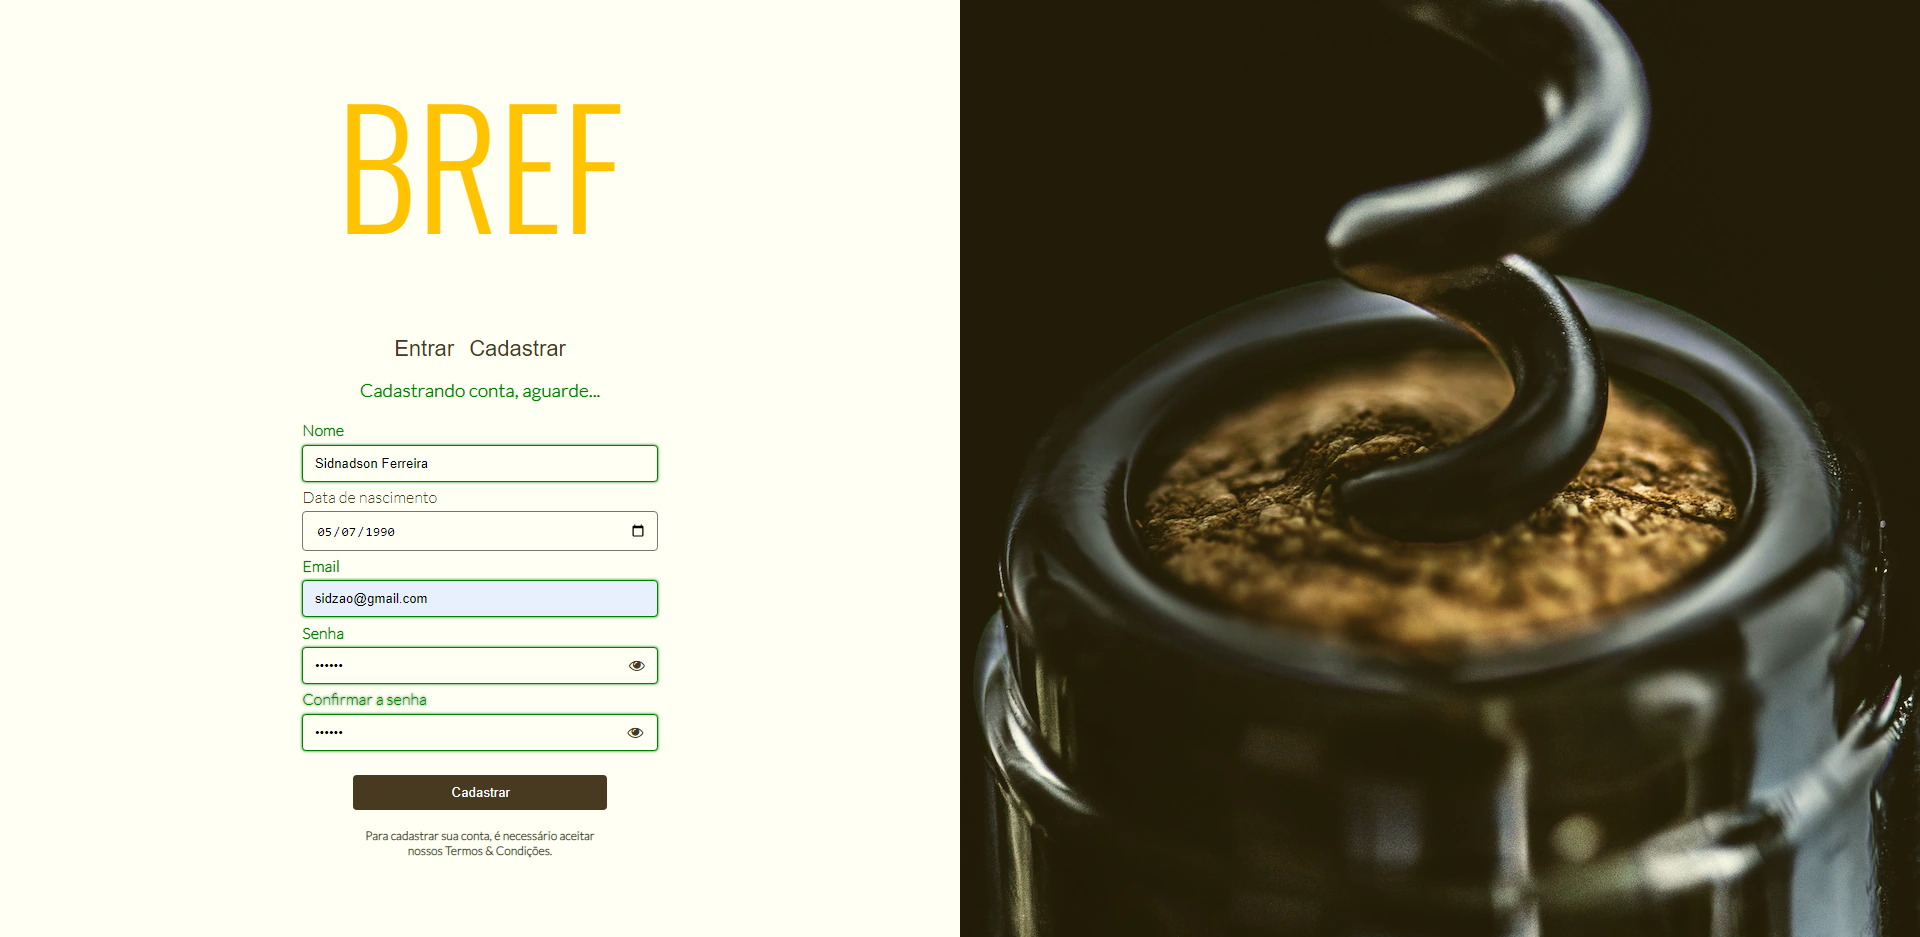 BREF
Entrar Cadastrar
Cadastrando conta, aguarde...
Nome
Sidnadson Ferreira
Data de nascimento
05/07/1990
Email
sidzao@gmail.com
Senha
••••••
Confirmar a senha
••••••
Cadastrar
Para cadastrar sua conta, é necessário aceitar
nossos Termos & Condições.